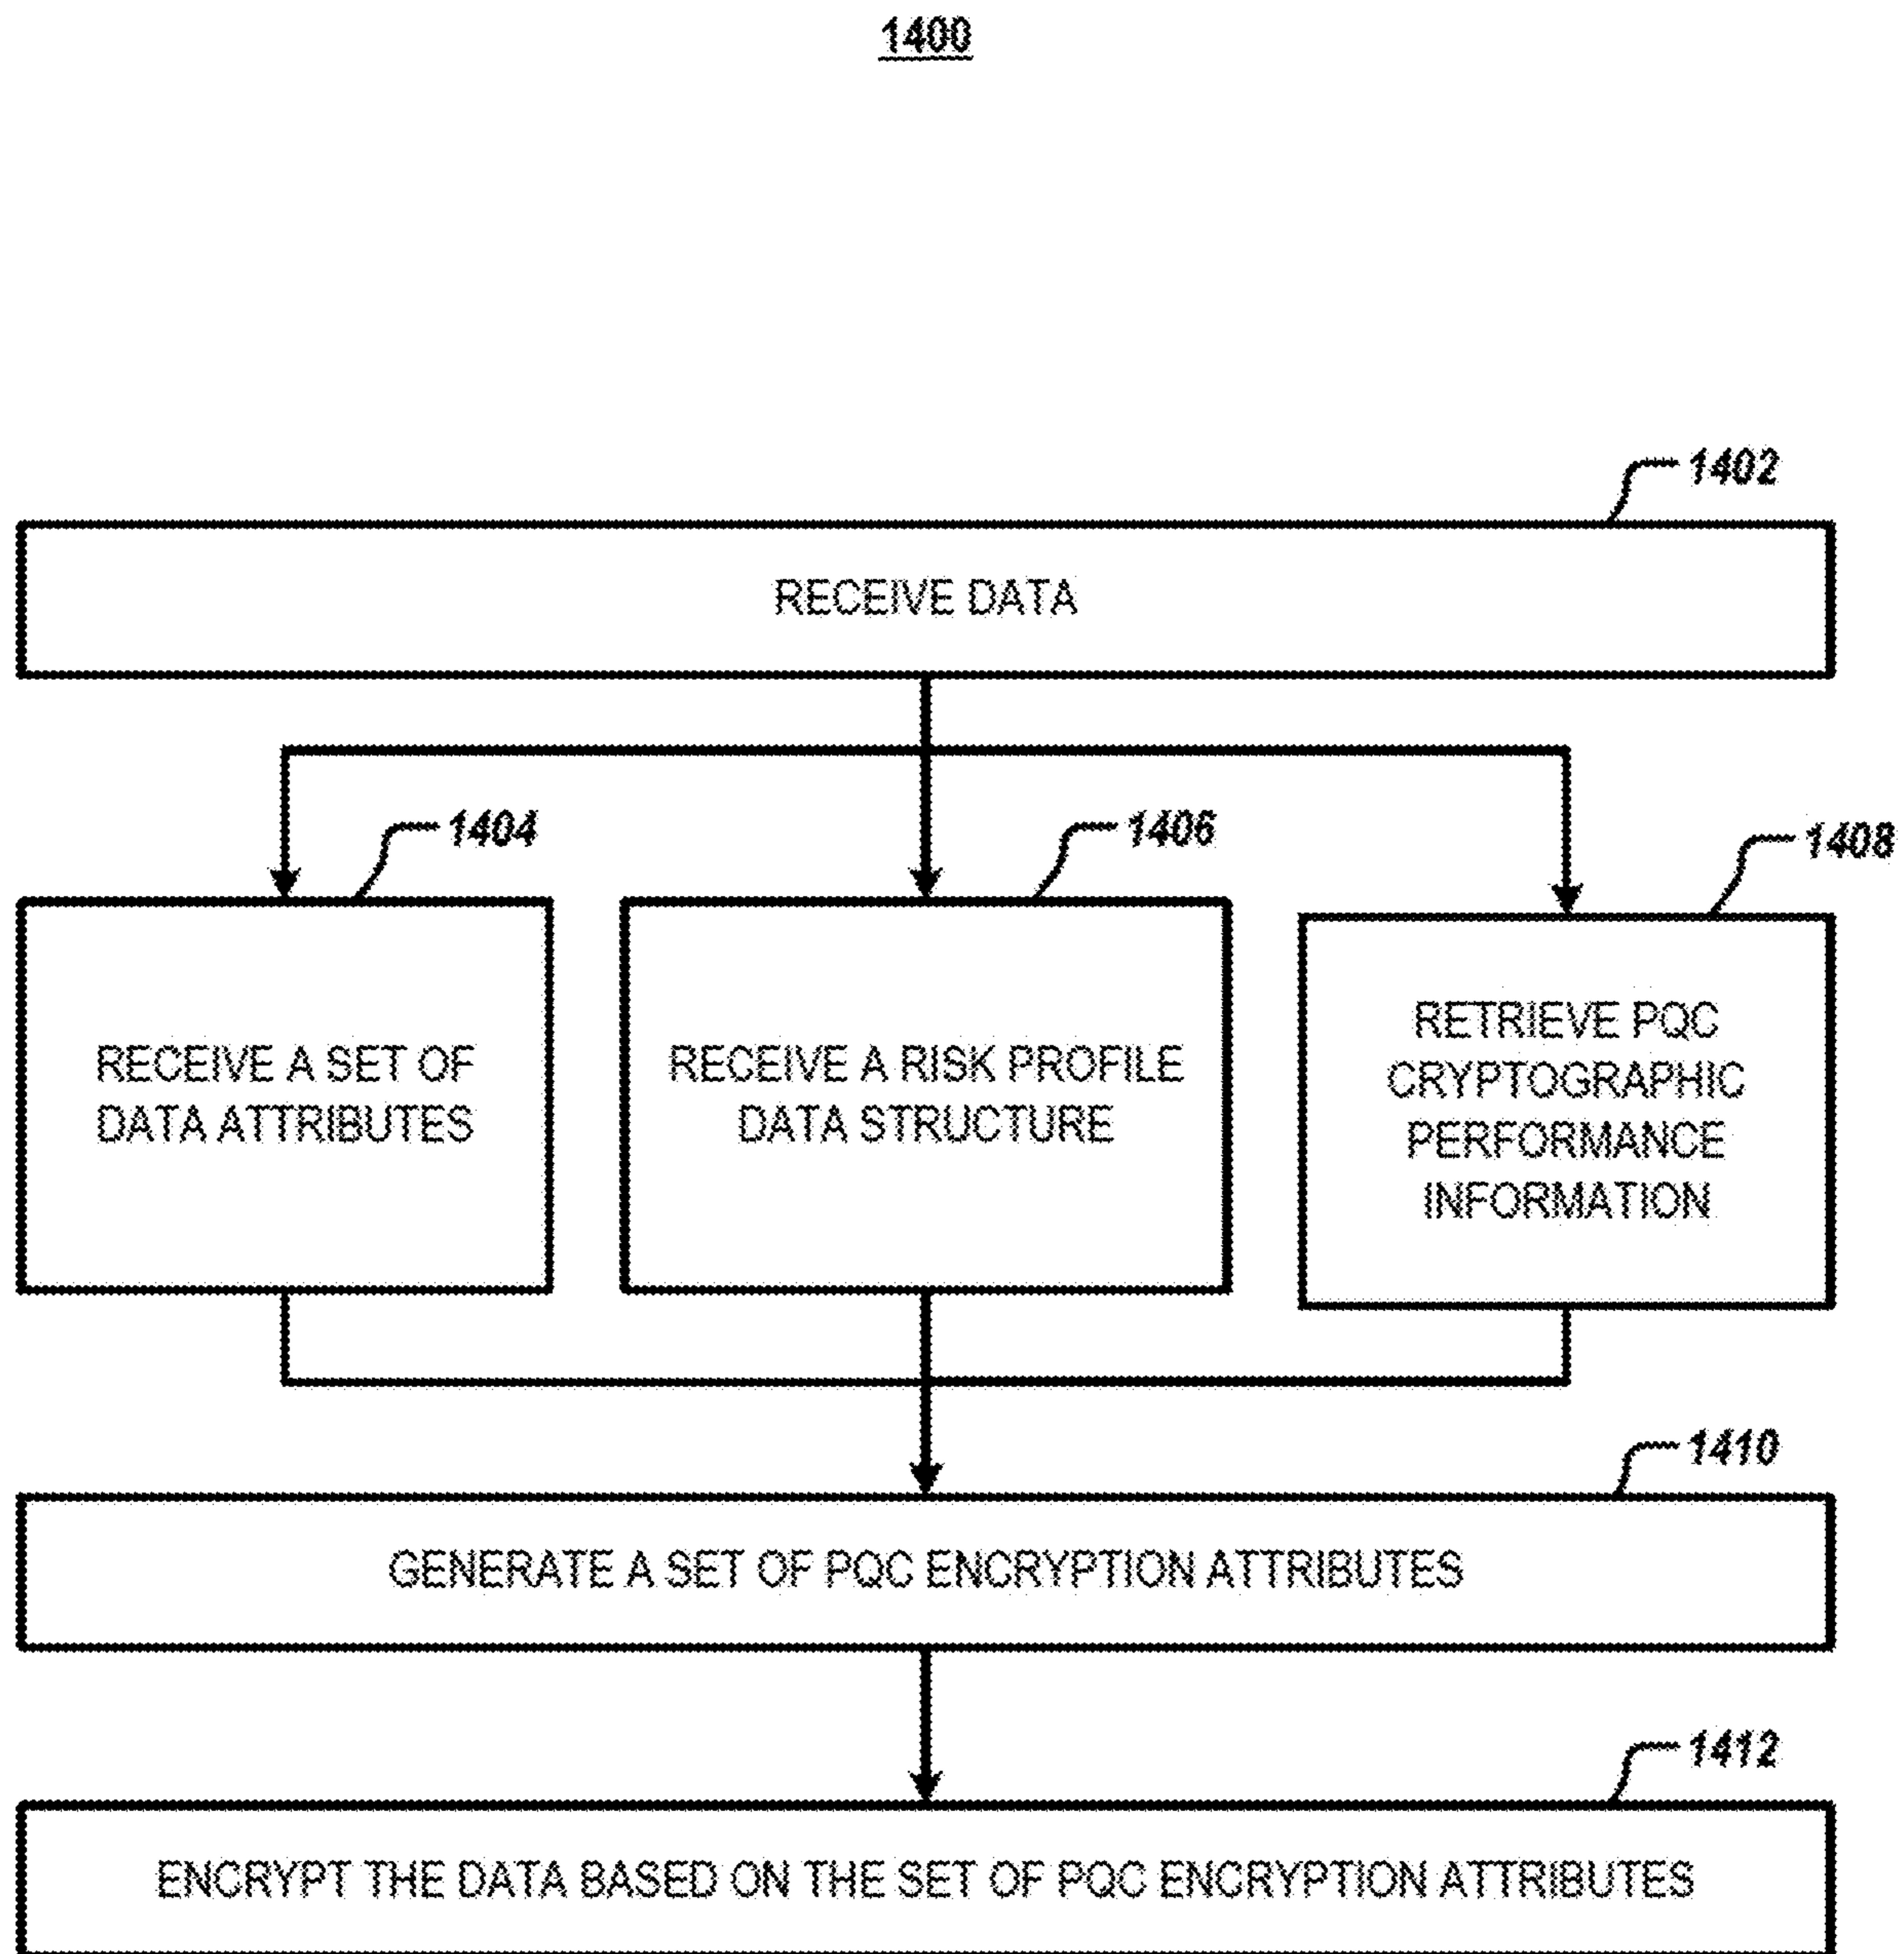 1400
1402
RECEIVE DATA
1404
1406
1408
RECEIVE A SET OF
DATA ATTRIBUTES
RECEIVE A RISK PROFILE
DATA STRUCTURE
RETRIEVE PQC
CRYPTOGRAPHIC
PERFORMANCE
INFORMATION
1410
GENERATE A SET OF PQC ENCRYPTION ATTRIBUTES
1412
ENCRYPT THE DATA BASED ON THE SET OF PQC ENCRYPTION ATTRIBUTES